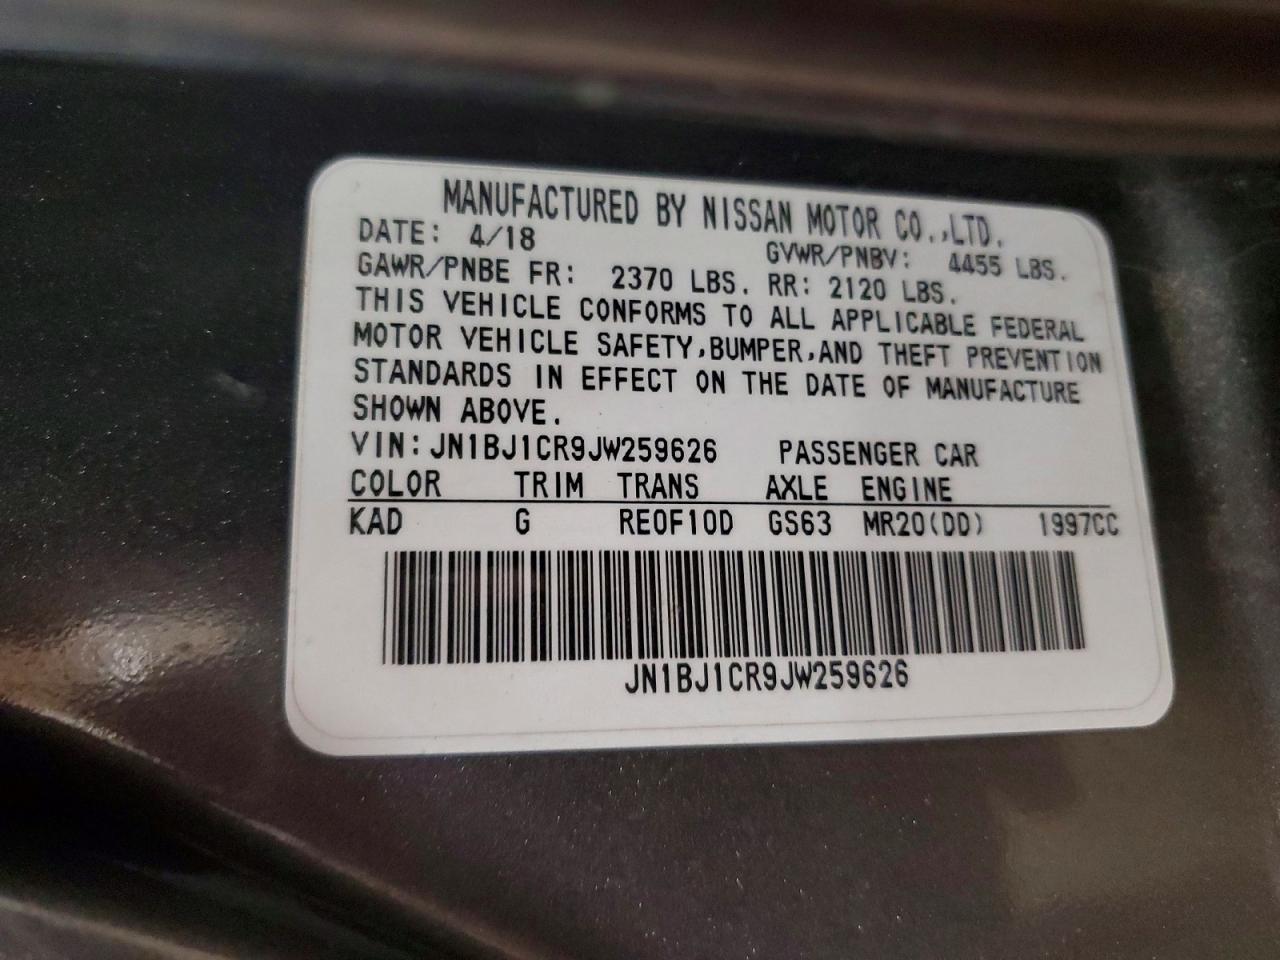 MANUFACTURED BY NISSAN MOTOR CO.,LTD.
DATE: 4/18 GVWR/PNBV: 4455 LBS.
GAWR/PNBE FR: 2370 LBS. RR: 2120 LBS.
THIS VEHICLE CONFORMS TO ALL APPLICABLE FEDERAL
MOTOR VEHICLE SAFETY,BUMPER,AND THEFT PREVENTION
STANDARDS IN EFFECT ON THE DATE OF MANUFACTURE
SHOWN ABOVE.
VIN:JN1BJ1CR9JW259626 PASSENGER CAR
COLOR TRIM TRANS AXLE ENGINE
KAD G RE0F10D GS63 MR20(DD) 1997CC
JN1BJ1CR9JW259626